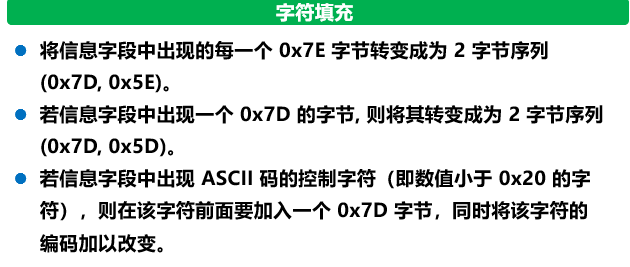 字符填充
将信息字段中出现的每一个 0x7E 字节转变成为 2 字节序列
(0x7D, 0x5E)。
若信息字段中出现一个 0x7D 的字节, 则将其转变成为 2 字节序列
(0x7D, 0x5D)。
若信息字段中出现 ASCII 码的控制字符（即数值小于 0x20 的字
符），则在该字符前面要加入一个 0x7D 字节，同时将该字符的
编码加以改变。